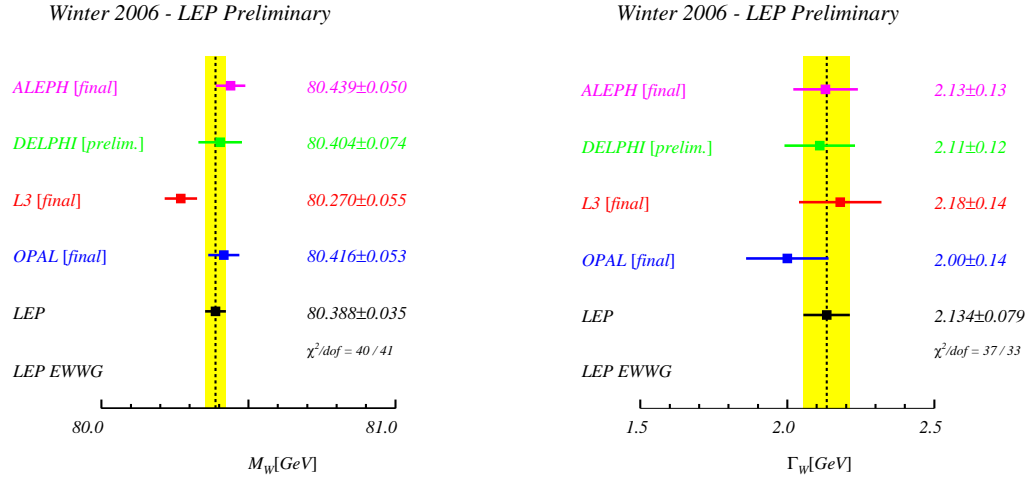 Winter 2006 - LEP Preliminary
ALEPH [final] 80.439±0.050
DELPHI [prelim.] 80.404±0.074
L3 [final] 80.270±0.055
OPAL [final] 80.416±0.053
LEP 80.388±0.035
χ²/dof = 40 / 41
LEP EWWG
80.0 81.0
M_W[GeV]
Winter 2006 - LEP Preliminary
ALEPH [final] 2.13±0.13
DELPHI [prelim.] 2.11±0.12
L3 [final] 2.18±0.14
OPAL [final] 2.00±0.14
LEP 2.134±0.079
χ²/dof = 37 / 33
LEP EWWG
1.5 2.0 2.5
Γ_W[GeV]